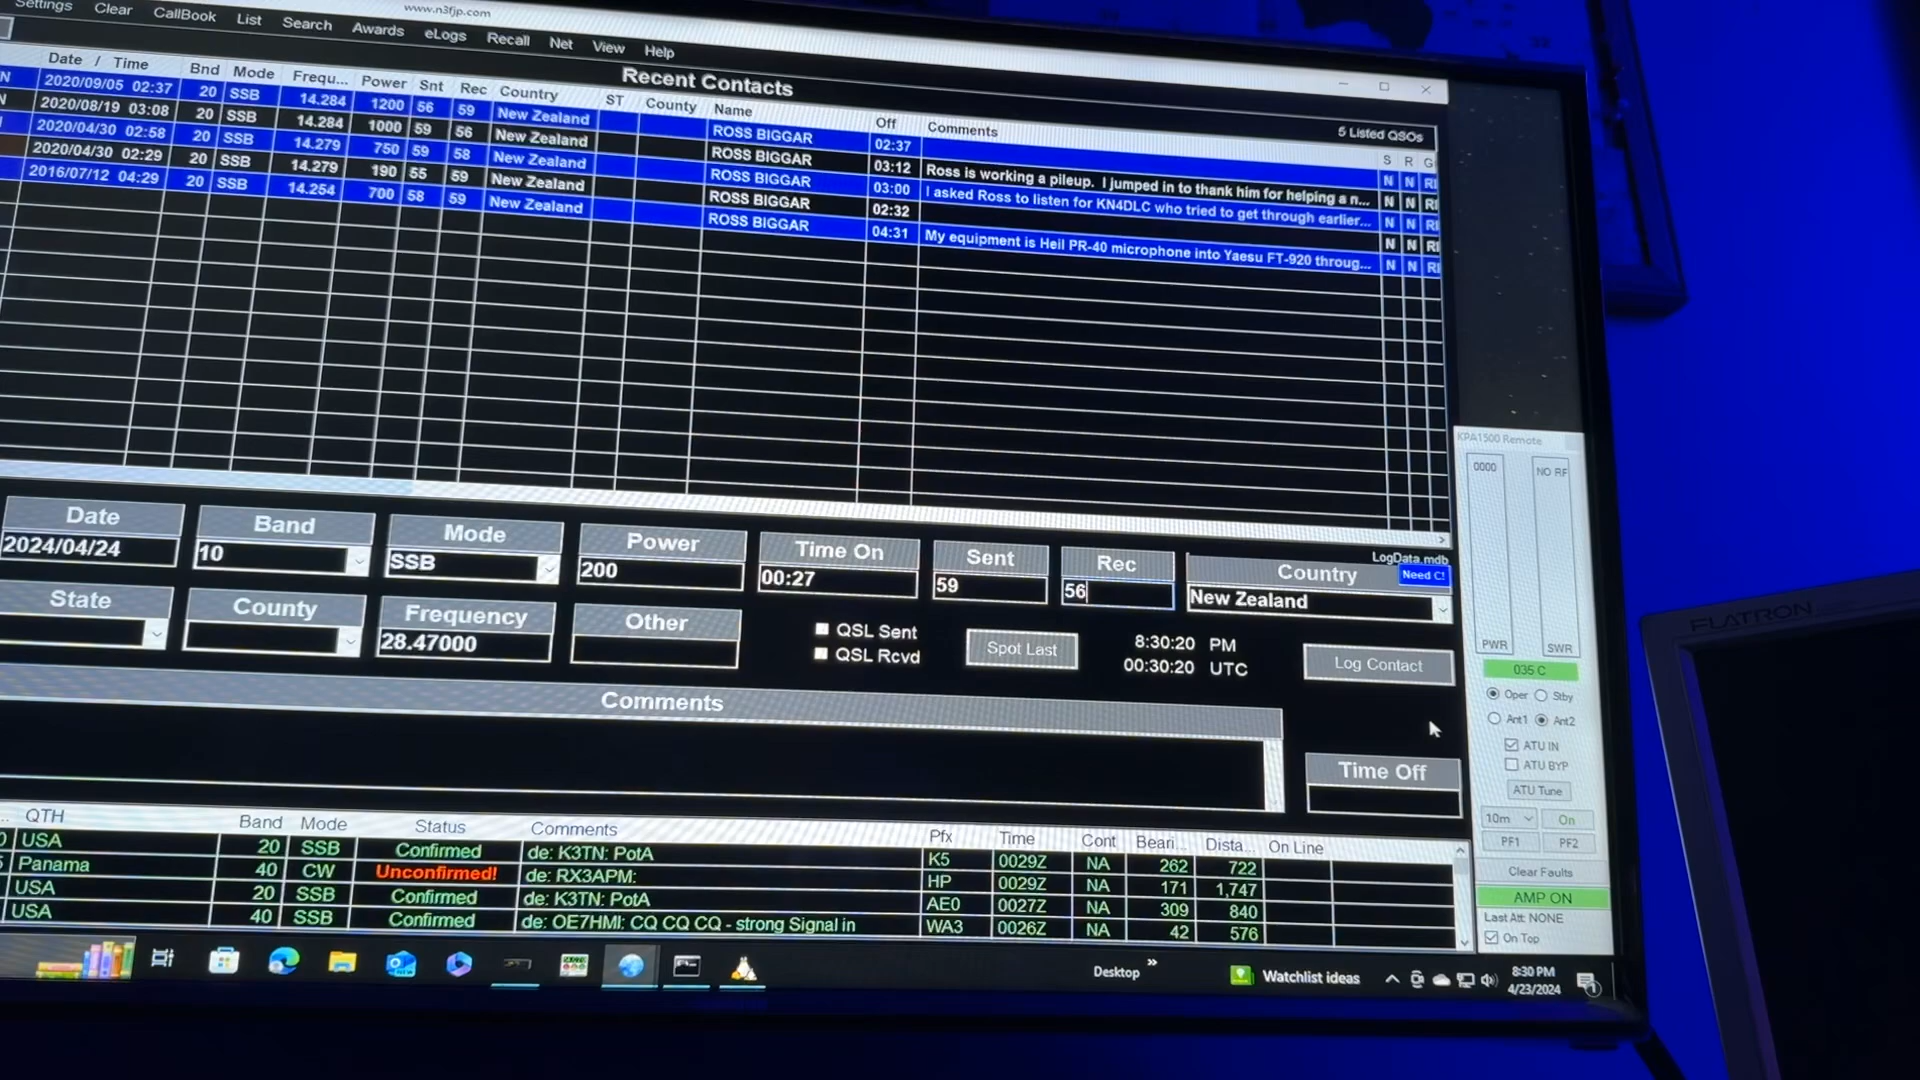 www.n3fjp.com
Settings Clear CallBook List Search Awards eLogs Recall Net View Help
Recent Contacts
5 Listed QSOs
Date / Time Bnd Mode Frequ... Power Snt Rec Country ST County Name Off Comments S R G
N 2020/09/05 02:37 20 SSB 14.284 1200 56 59 New Zealand ROSS BIGGAR 02:37 N N
2020/08/19 03:08 20 SSB 14.284 1000 59 56 New Zealand ROSS BIGGAR 03:12 Ross is working a pileup. I jumped in to thank him for helping a n... N N
2020/04/30 02:58 20 SSB 14.279 750 59 58 New Zealand ROSS BIGGAR 03:00 I asked Ross to listen for KN4DLC who tried to get through earlier... N N
2020/04/30 02:29 20 SSB 14.279 190 55 59 New Zealand ROSS BIGGAR 02:32 N N
2016/07/12 04:29 20 SSB 14.254 700 58 59 New Zealand ROSS BIGGAR 04:31 My equipment is Heil PR-40 microphone into Yaesu FT-920 throug... N N
LogData.mdb
Date Band Mode Power Time On Sent Rec Country Need C!
2024/04/24 10 SSB 200 00:27 59 56 New Zealand
State County Frequency Other
28.47000
QSL Sent
QSL Rcvd
Spot Last
8:30:20 PM
00:30:20 UTC
Log Contact
Comments
Time Off
QTH Band Mode Status Comments Pfx Time Cont Beari... Dista... On Line
USA 20 SSB Confirmed de: K3TN: PotA K5 0029Z NA 262 722
Panama 40 CW Unconfirmed! de: RX3APM: HP 0029Z NA 171 1,747
USA 20 SSB Confirmed de: K3TN: PotA AE0 0027Z NA 309 840
USA 40 SSB Confirmed de: OE7HMI: CQ CQ CQ - strong Signal in WA3 0026Z NA 42 576
KPA1500 Remote
0000 NO RF
PWR SWR
035 C
Oper Stby
Ant1 Ant2
ATU IN
ATU BYP
ATU Tune
10m On
PF1 PF2
Clear Faults
AMP ON
Last Att: NONE
On Top
Desktop
Watchlist ideas
8:30 PM
4/23/2024
FLATRON